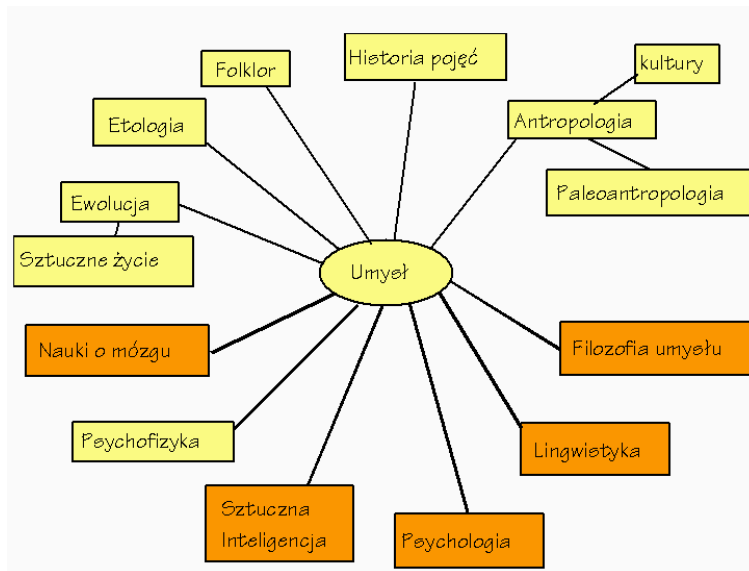 Historia pojęć
Folklor
kultury
Etologia
Antropologia
Paleoantropologia
Ewolucja
Sztuczne życie
Umysł
Nauki o mózgu
Filozofia umysłu
Psychofizyka
Lingwistyka
Sztuczna
Inteligencja
Psychologia